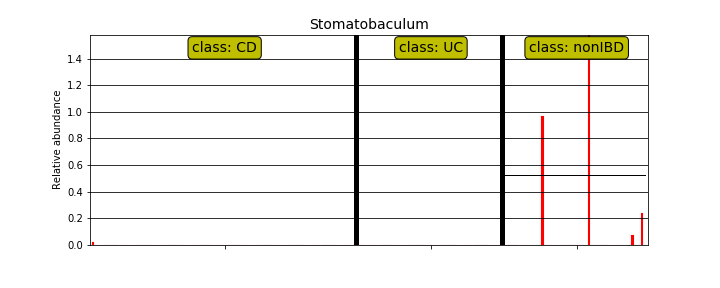 Stomatobaculum
class: CD
class: UC
class: nonIBD
Relative abundance
1.4
1.2
1.0
0.8
0.6
0.4
0.2
0.0